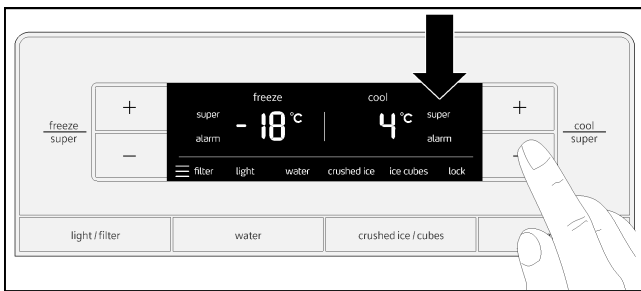 freeze
super
+
–
freeze
cool
super
alarm
- 18 °C
4 °C
super
alarm
filter
light
water
crushed ice
ice cubes
lock
+
cool
super
light / filter
water
crushed ice / cubes